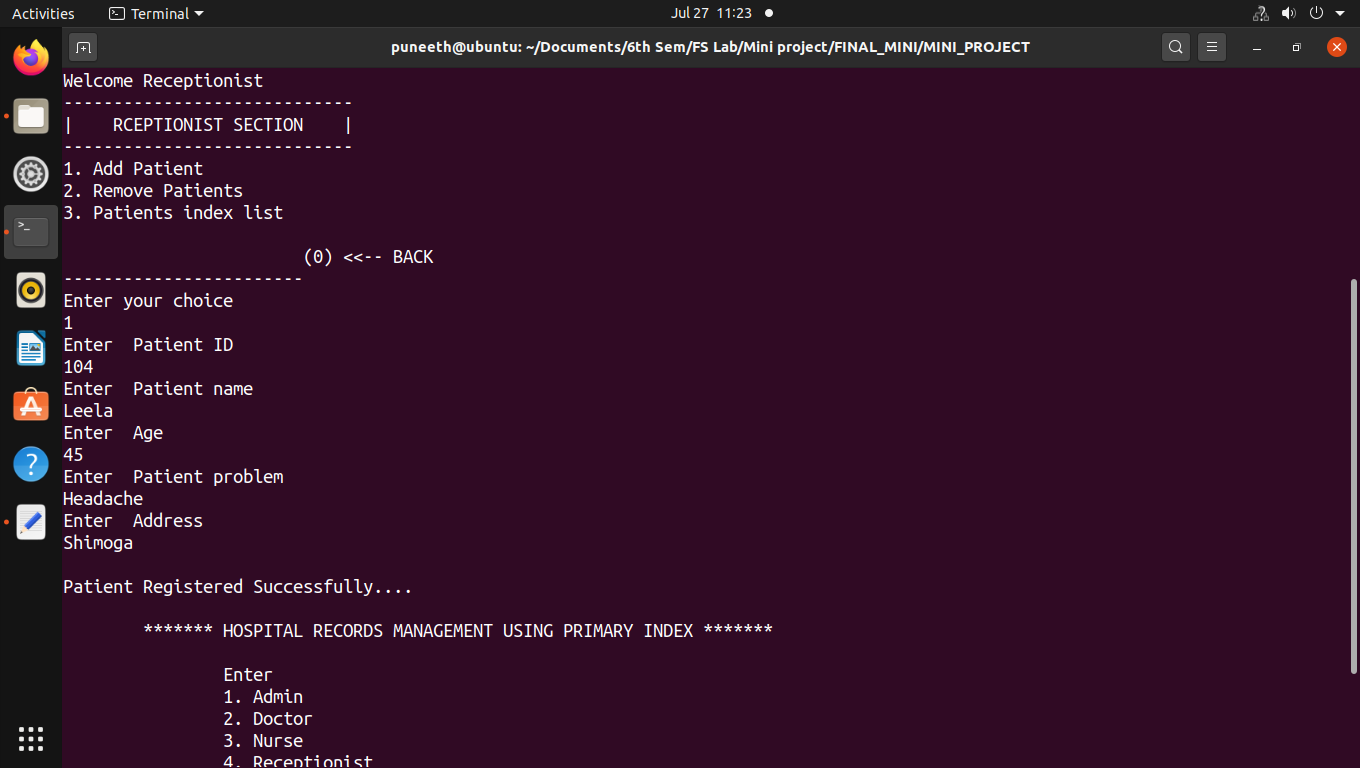 Activities Terminal Jul 27 11:23
puneeth@ubuntu: ~/Documents/6th Sem/FS Lab/Mini project/FINAL_MINI/MINI_PROJECT
Welcome Receptionist
-----------------------------
|    RCEPTIONIST SECTION    |
-----------------------------
1. Add Patient
2. Remove Patients
3. Patients index list
(0) <<-- BACK
------------------------
Enter your choice
1
Enter  Patient ID
104
Enter  Patient name
Leela
Enter  Age
45
Enter  Patient problem
Headache
Enter  Address
Shimoga
Patient Registered Successfully....
******* HOSPITAL RECORDS MANAGEMENT USING PRIMARY INDEX *******
Enter
1. Admin
2. Doctor
3. Nurse
4. Receptionist